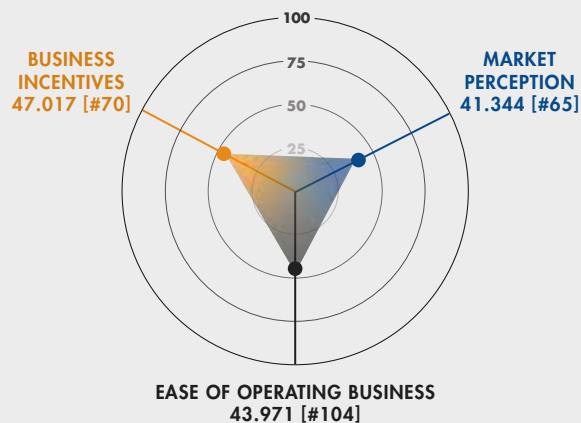 100
75
50
25
BUSINESS
INCENTIVES
47.017 [#70]
MARKET
PERCEPTION
41.344 [#65]
EASE OF OPERATING BUSINESS
43.971 [#104]